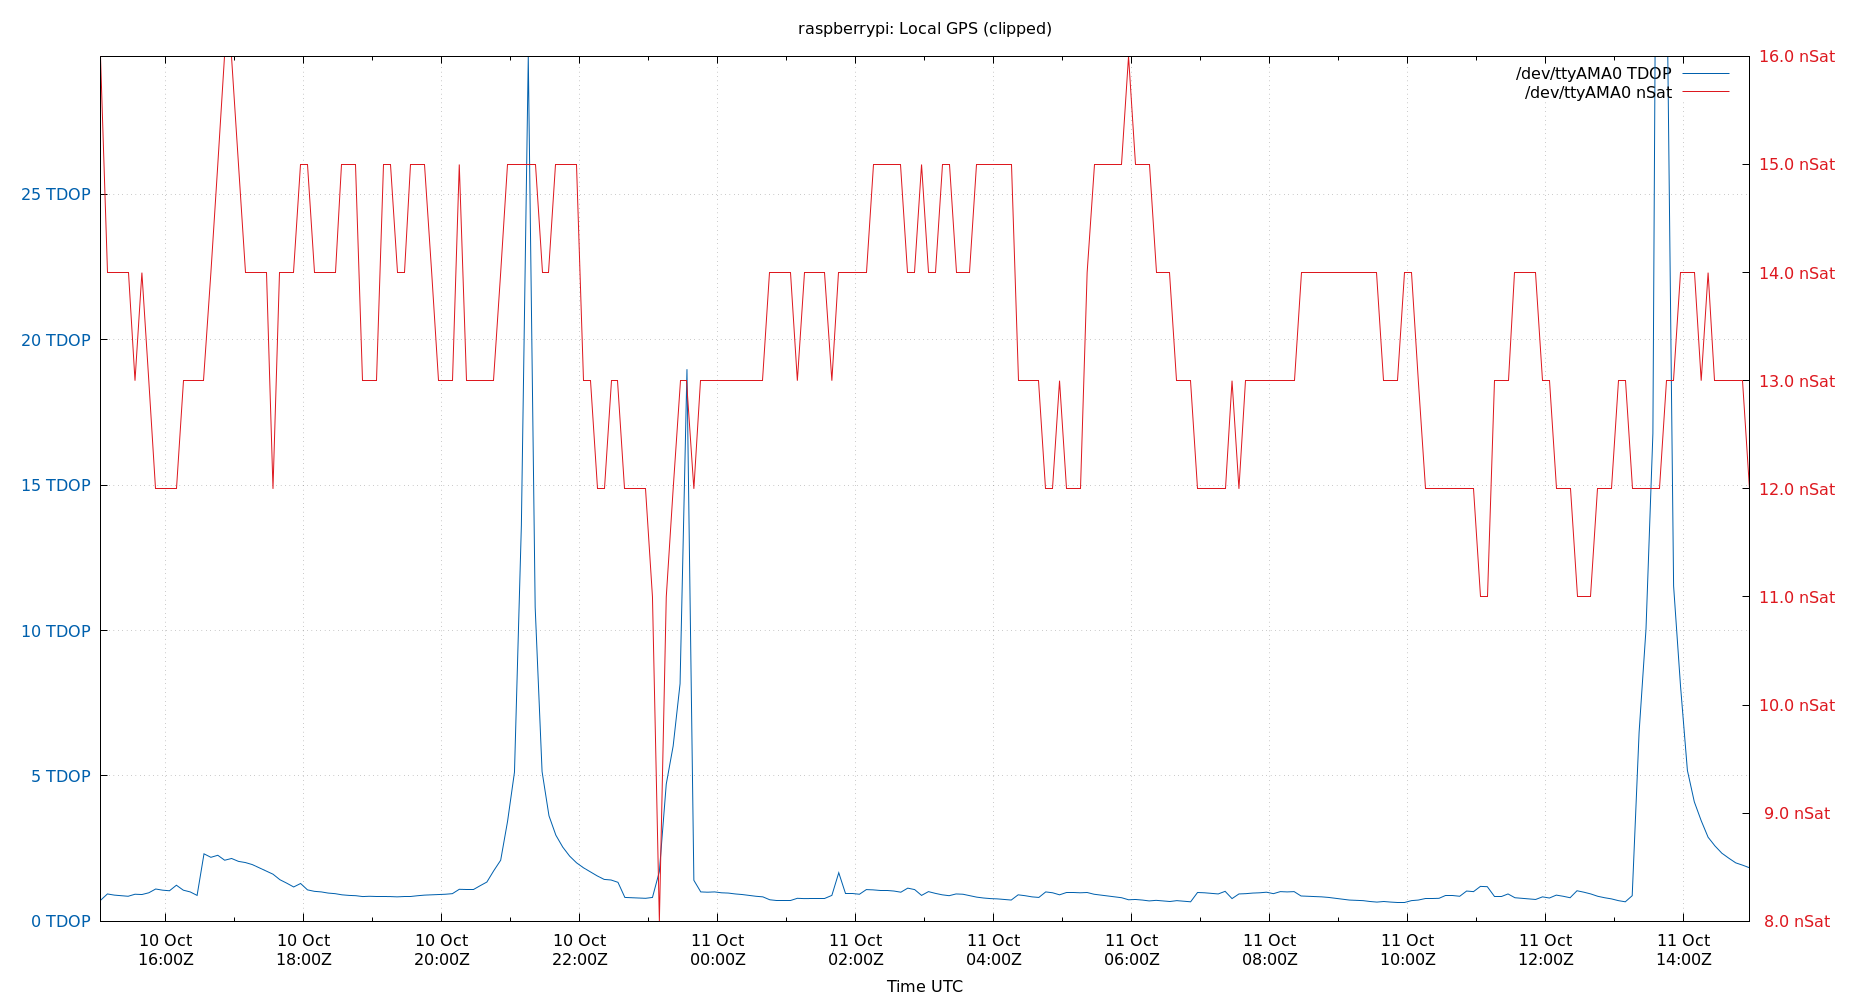 raspberrypi: Local GPS (clipped)
/dev/ttyAMA0 TDOP
/dev/ttyAMA0 nSat
25 TDOP
20 TDOP
15 TDOP
10 TDOP
5 TDOP
0 TDOP
16.0 nSat
15.0 nSat
14.0 nSat
13.0 nSat
12.0 nSat
11.0 nSat
10.0 nSat
9.0 nSat
8.0 nSat
10 Oct 10 Oct 10 Oct 10 Oct 11 Oct 11 Oct 11 Oct 11 Oct 11 Oct 11 Oct 11 Oct 11 Oct
16:00Z 18:00Z 20:00Z 22:00Z 00:00Z 02:00Z 04:00Z 06:00Z 08:00Z 10:00Z 12:00Z 14:00Z
Time UTC